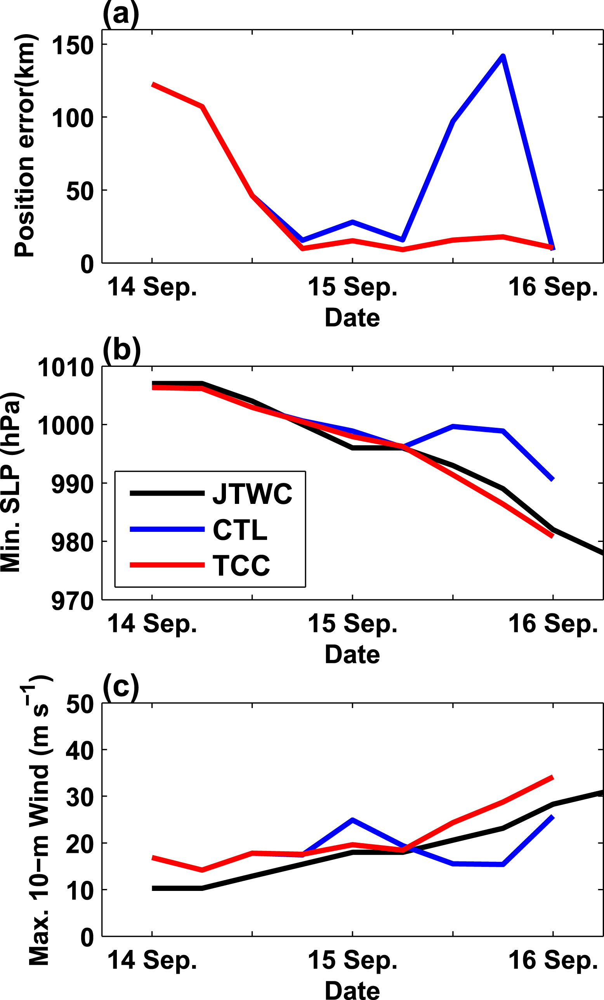 (a)
Position error(km)
150
100
50
0
14 Sep.
15 Sep.
16 Sep.
Date
(b)
Min. SLP (hPa)
1010
1000
990
980
970
JTWC
CTL
TCC
14 Sep.
15 Sep.
16 Sep.
Date
(c)
Max. 10−m Wind (m s⁻¹)
50
40
30
20
10
0
14 Sep.
15 Sep.
16 Sep.
Date